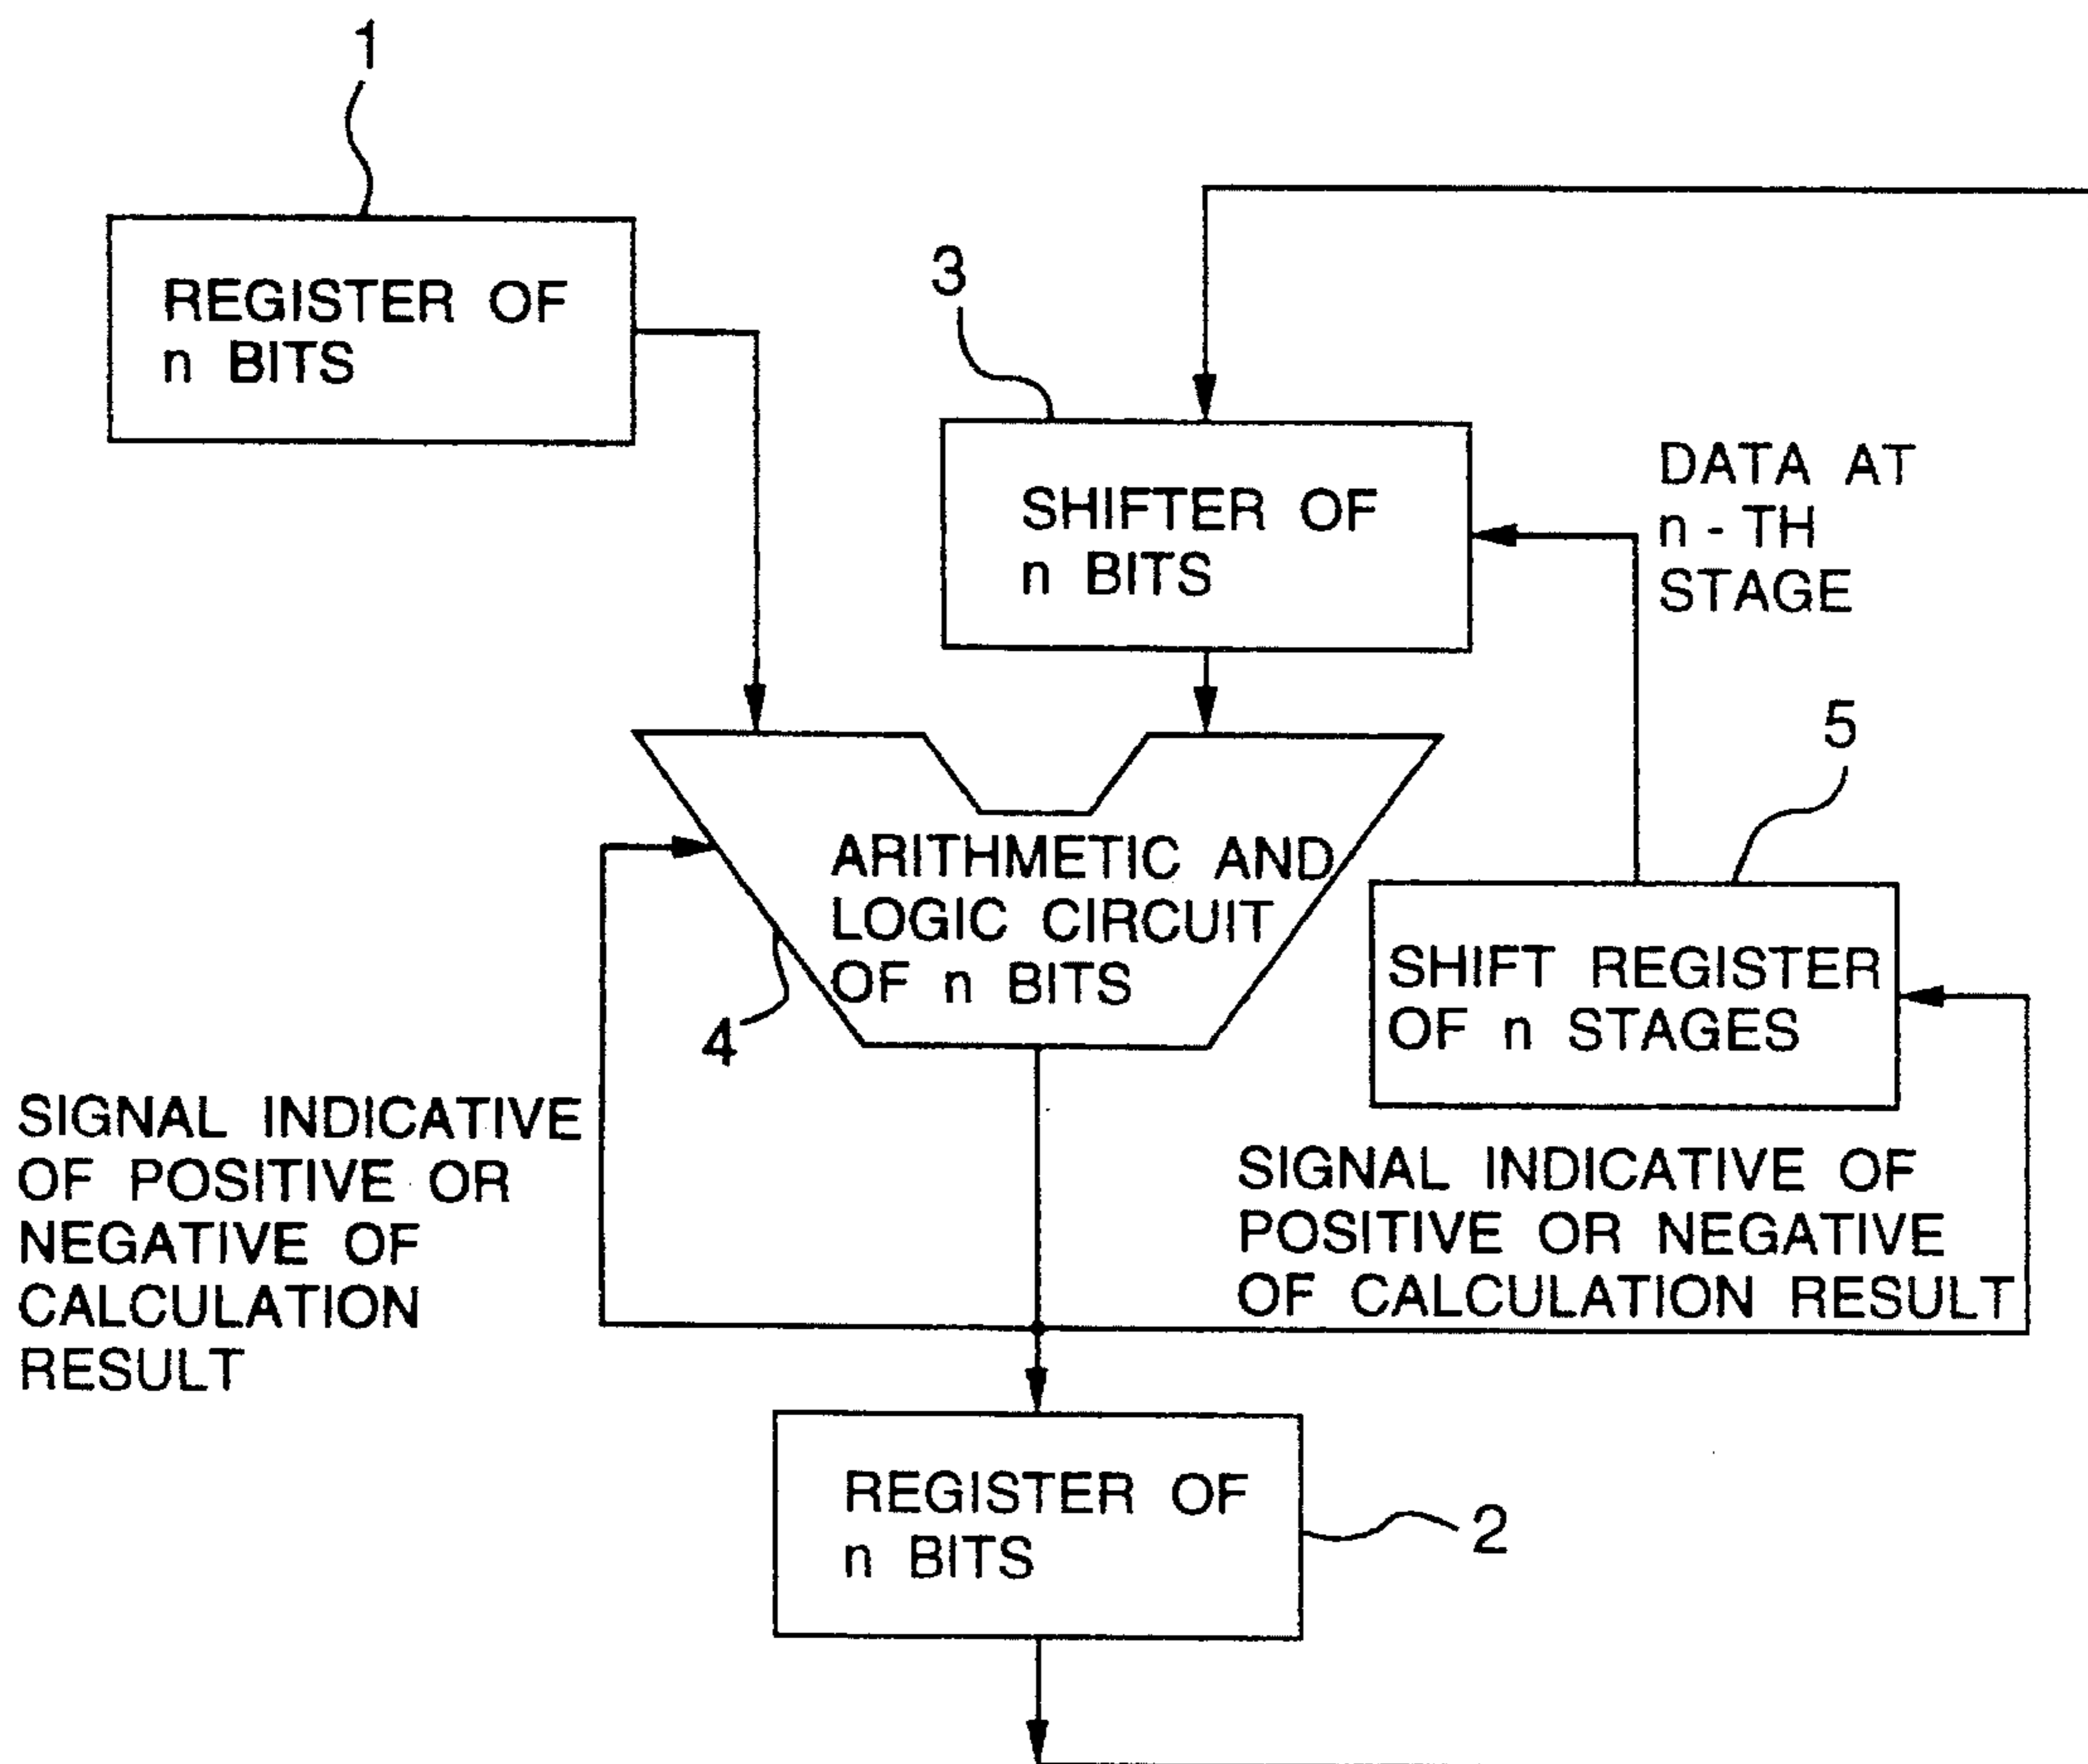 1
REGISTER OF
n BITS
3
SHIFTER OF
n BITS
DATA AT
n - TH
STAGE
5
ARITHMETIC AND
LOGIC CIRCUIT
OF n BITS
4
SHIFT REGISTER
OF n STAGES
SIGNAL INDICATIVE
OF POSITIVE OR
NEGATIVE OF
CALCULATION
RESULT
SIGNAL INDICATIVE OF
POSITIVE OR NEGATIVE
OF CALCULATION RESULT
REGISTER OF
n BITS
2